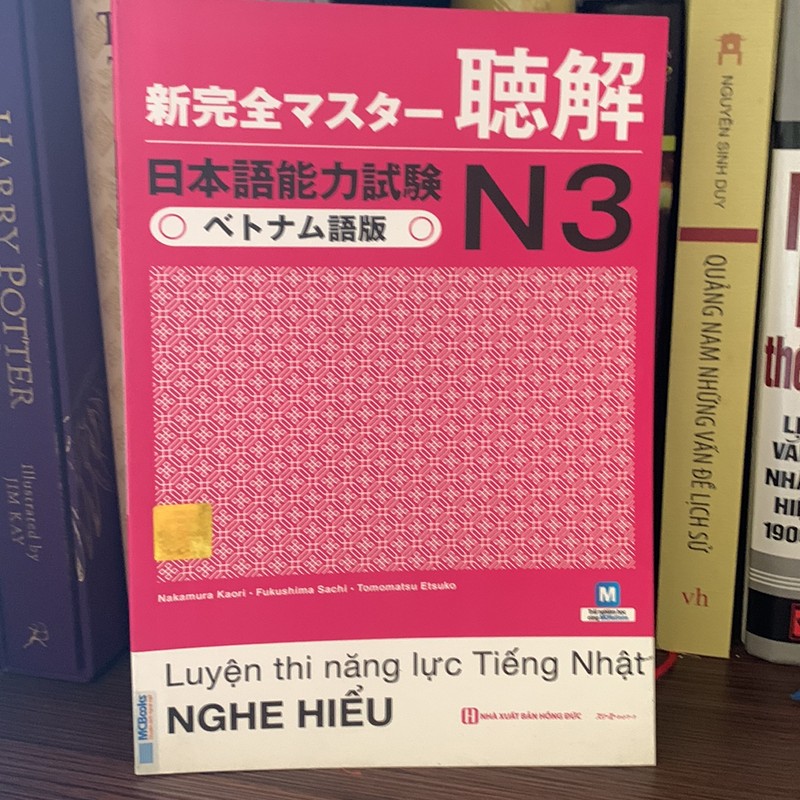 新完全マスター 聴解
日本語能力試験 N3
ベトナム語版
Nakamura Kaori - Fukushima Sachi - Tomomatsu Etsuko
M
Luyện thi năng lực Tiếng Nhật
NGHE HIỂU
NHÀ XUẤT BẢN HỒNG ĐỨC
MCBooks
HARRY POTTER
Illustrated by
JIM KAY
NGUYỄN SINH DUY
QUẢNG NAM NHỮNG VẤN ĐỀ LỊCH SỬ
vh